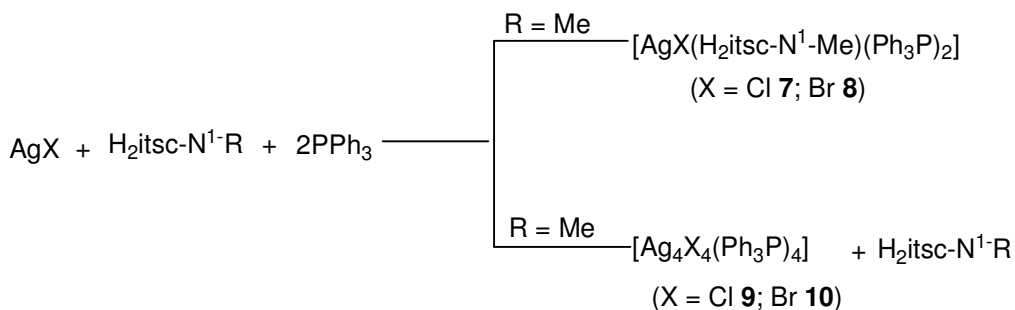 R = Me
[AgX(H₂itsc-N¹-Me)(Ph₃P)₂]
(X = Cl 7; Br 8)
AgX + H₂itsc-N¹⁻R + 2PPh₃
R = Me
[Ag₄X₄(Ph₃P)₄] + H₂itsc-N¹⁻R
(X = Cl 9; Br 10)